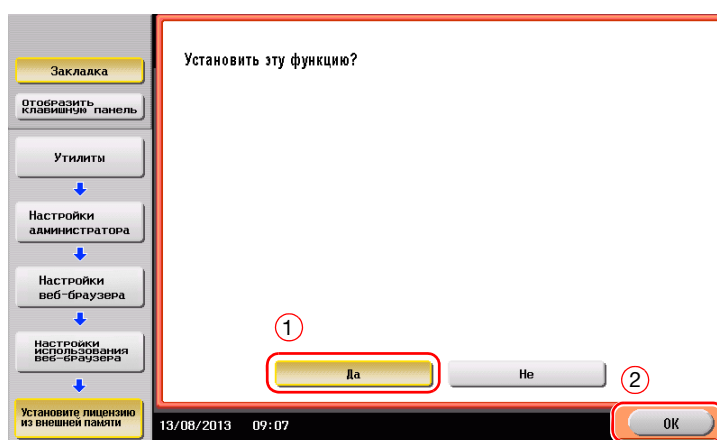 Закладка
Отобразить
клавишную панель
Утилиты
Настройки
администратора
Настройки
веб-браузера
Настройки
использования
веб-браузера
Установите лицензию
из внешней памяти
Установить эту функцию?
1
Да
Не
2
13/08/2013 09:07
OK